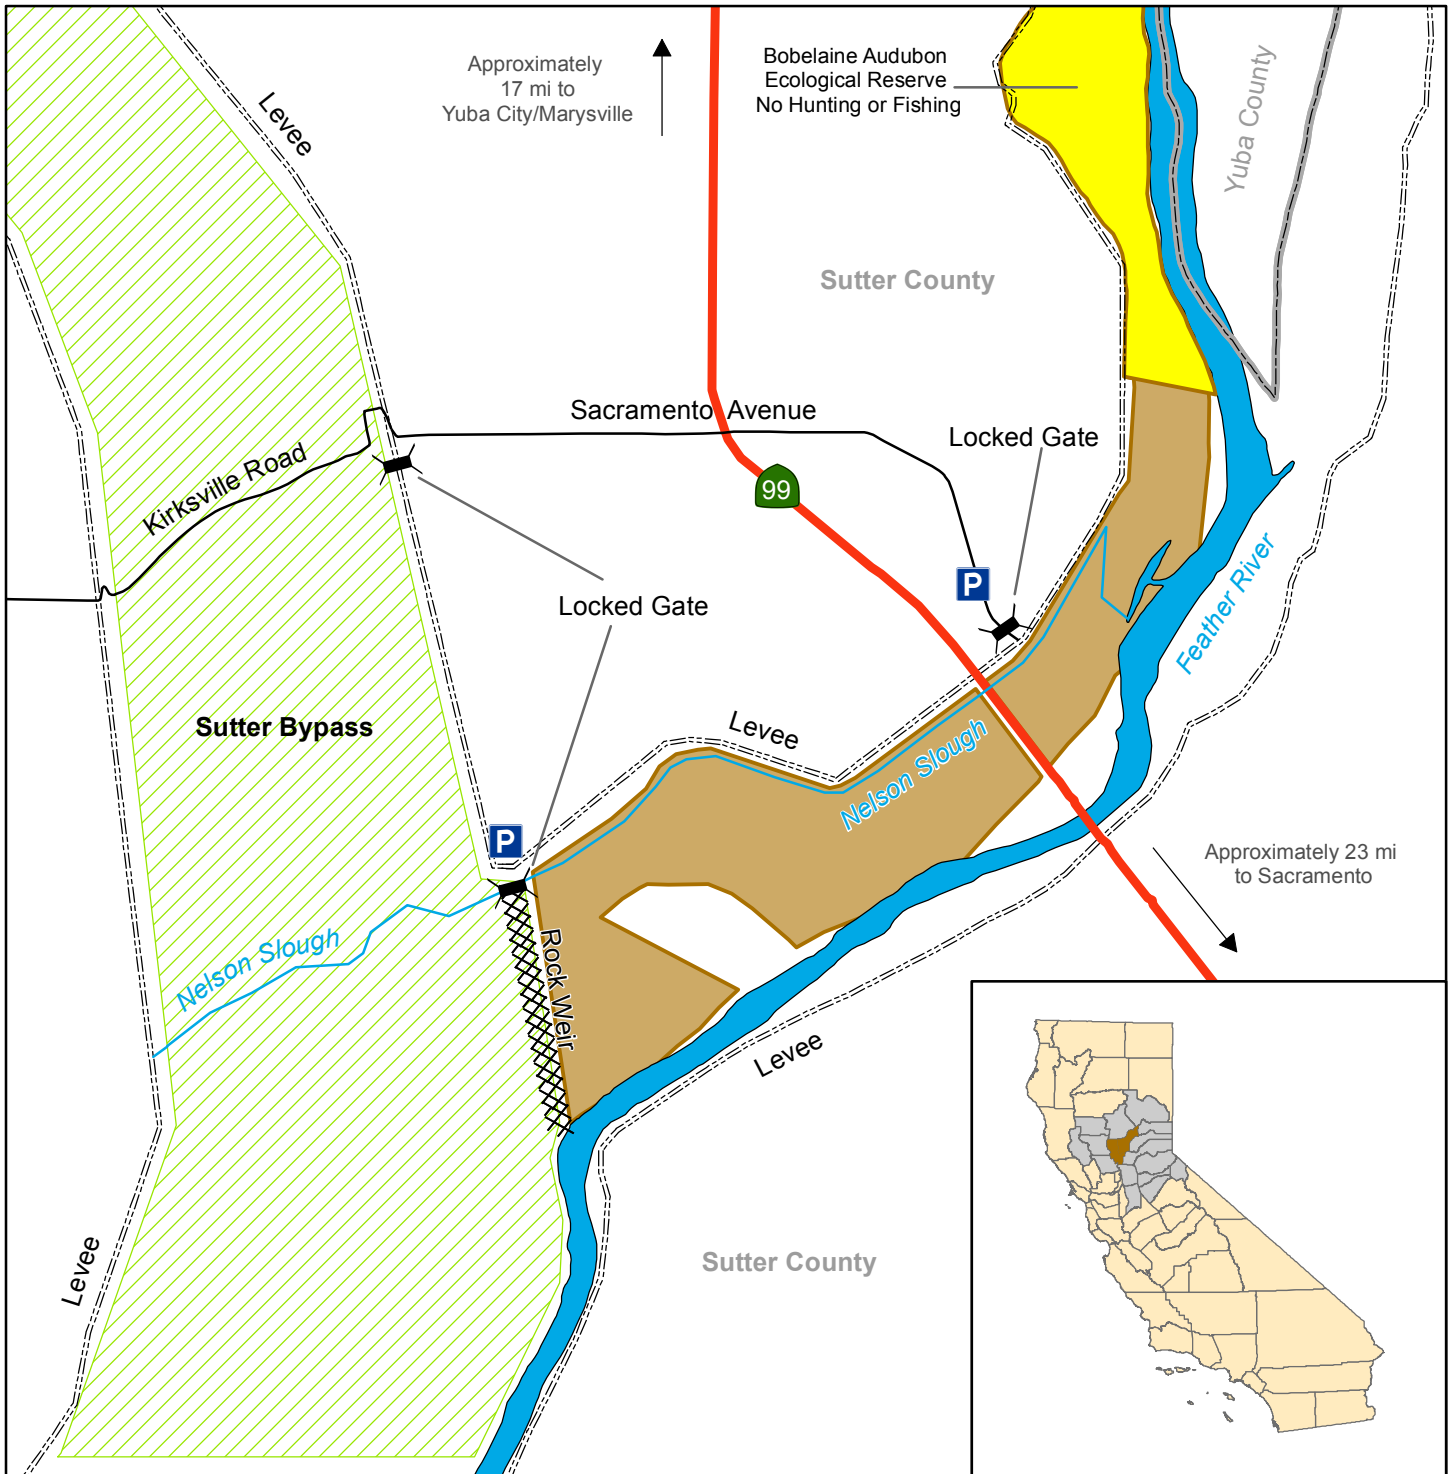 Approximately
17 mi to
Yuba City/Marysville
Bobelaine Audubon
Ecological Reserve
No Hunting or Fishing
Yuba County
Levee
Sutter County
Sacramento Avenue
Locked Gate
Kirksville Road
99
P
Locked Gate
Feather River
Sutter Bypass
Levee
Nelson Slough
P
Approximately 23 mi
to Sacramento
Nelson Slough
Rock Weir
Levee
Levee
Sutter County